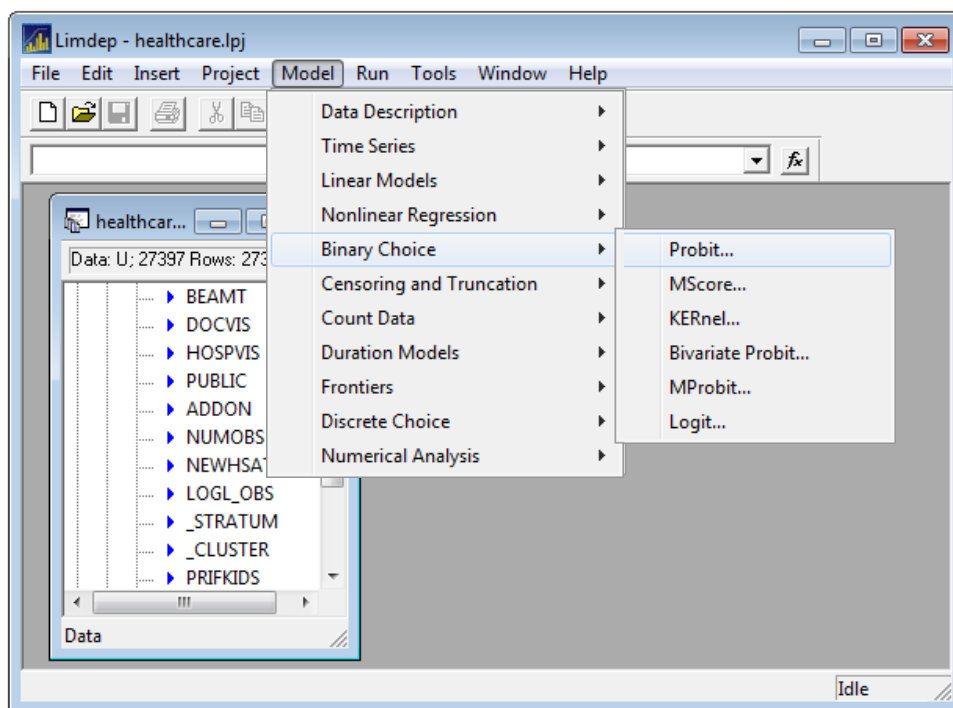 Limdep - healthcare.lpj
File Edit Insert Project Model Run Tools Window Help
fx
Data Description
Time Series
Linear Models
Nonlinear Regression
Binary Choice
Censoring and Truncation
Count Data
Duration Models
Frontiers
Discrete Choice
Numerical Analysis
Probit...
MScore...
KERnel...
Bivariate Probit...
MProbit...
Logit...
healthcar...
Data: U; 27397 Rows: 273
BEAMT
DOCVIS
HOSPVIS
PUBLIC
ADDON
NUMOBS
NEWHSAT
LOGL_OBS
_STRATUM
_CLUSTER
PRIFKIDS
Data
Idle